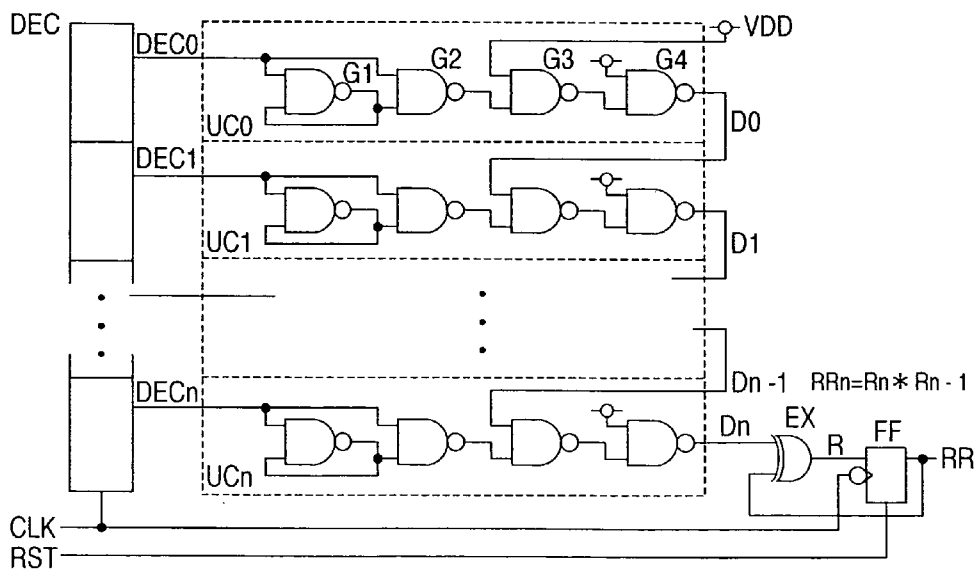 DEC
DEC0
VDD
G1
G2
G3
G4
UC0
D0
DEC1
UC1
D1
DECn
Dn -1
RRn=Rn * Rn - 1
Dn
EX
R
FF
RR
UCn
CLK
RST